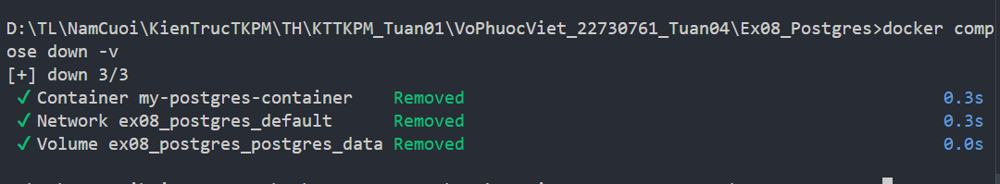 D:\TL\NamCuoi\KienTrucTKPM\TH\KTTKPM_Tuan01\VoPhuocViet_22730761_Tuan04\Ex08_Postgres>docker comp
ose down -v
[+] down 3/3
✓ Container my-postgres-container Removed 0.3s
✓ Network ex08_postgres_default Removed 0.3s
✓ Volume ex08_postgres_postgres_data Removed 0.0s